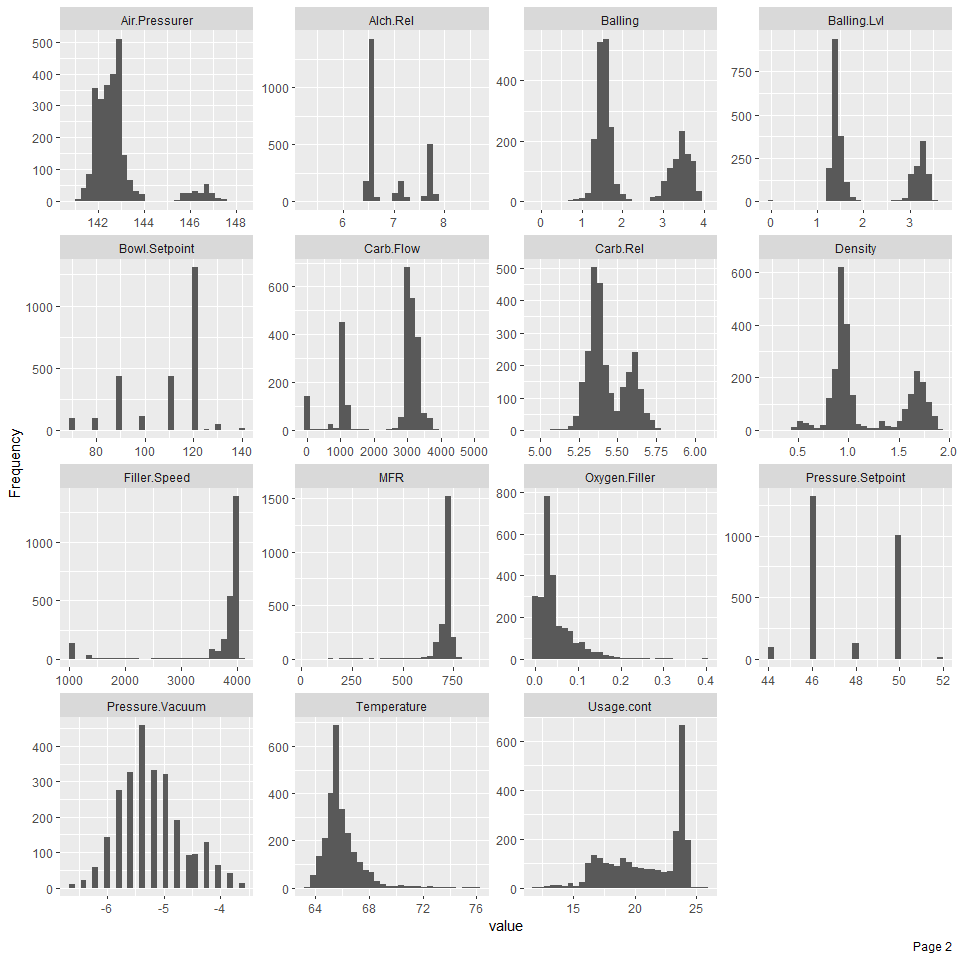 Air.Pressurer Alch.Rel Balling Balling.Lvl
500 400 300 200 100 0
142 144 146 148
1000 500 0
6 7 8
400 200 0
0 1 2 3 4
750 500 250 0
0 1 2 3
Bowl.Setpoint Carb.Flow Carb.Rel Density
1000 500 0
80 100 120 140
600 400 200 0
0 1000 2000 3000 4000 5000
500 400 300 200 100 0
5.00 5.25 5.50 5.75 6.00
600 400 200 0
0.5 1.0 1.5 2.0
Frequency
Filler.Speed MFR Oxygen.Filler Pressure.Setpoint
1000 500 0
1000 2000 3000 4000
1500 1000 500 0
0 250 500 750
800 600 400 200 0
0.0 0.1 0.2 0.3 0.4
1000 500 0
44 46 48 50 52
Pressure.Vacuum Temperature Usage.cont
400 300 200 100 0
-6 -5 -4
600 400 200 0
64 68 72 76
600 400 200 0
15 20 25
value
Page 2